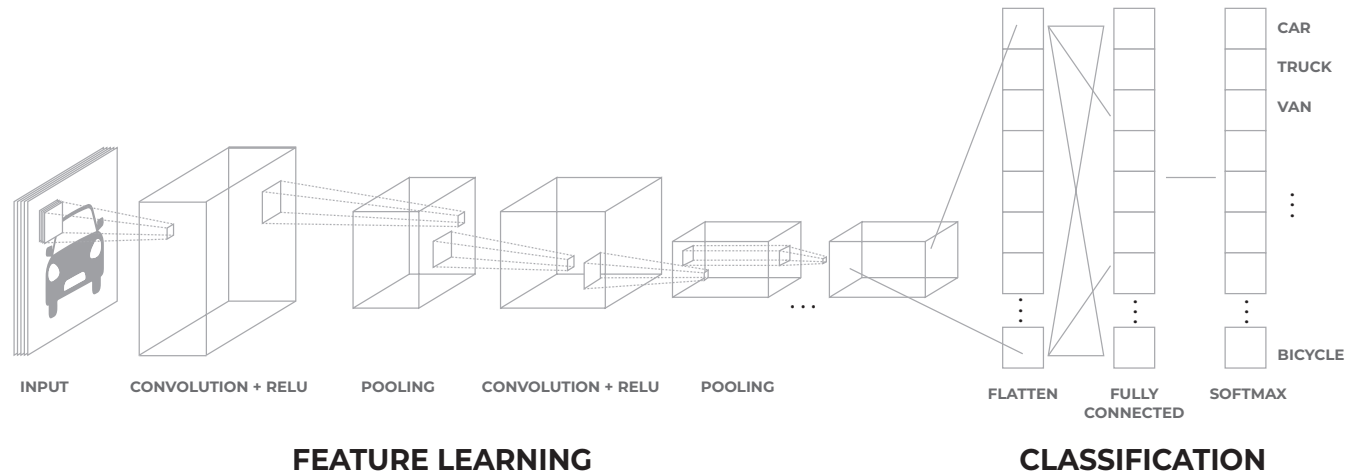 CAR
TRUCK
VAN
BICYCLE
INPUT
CONVOLUTION + RELU
POOLING
CONVOLUTION + RELU
POOLING
FLATTEN
FULLY
CONNECTED
SOFTMAX
FEATURE LEARNING
CLASSIFICATION